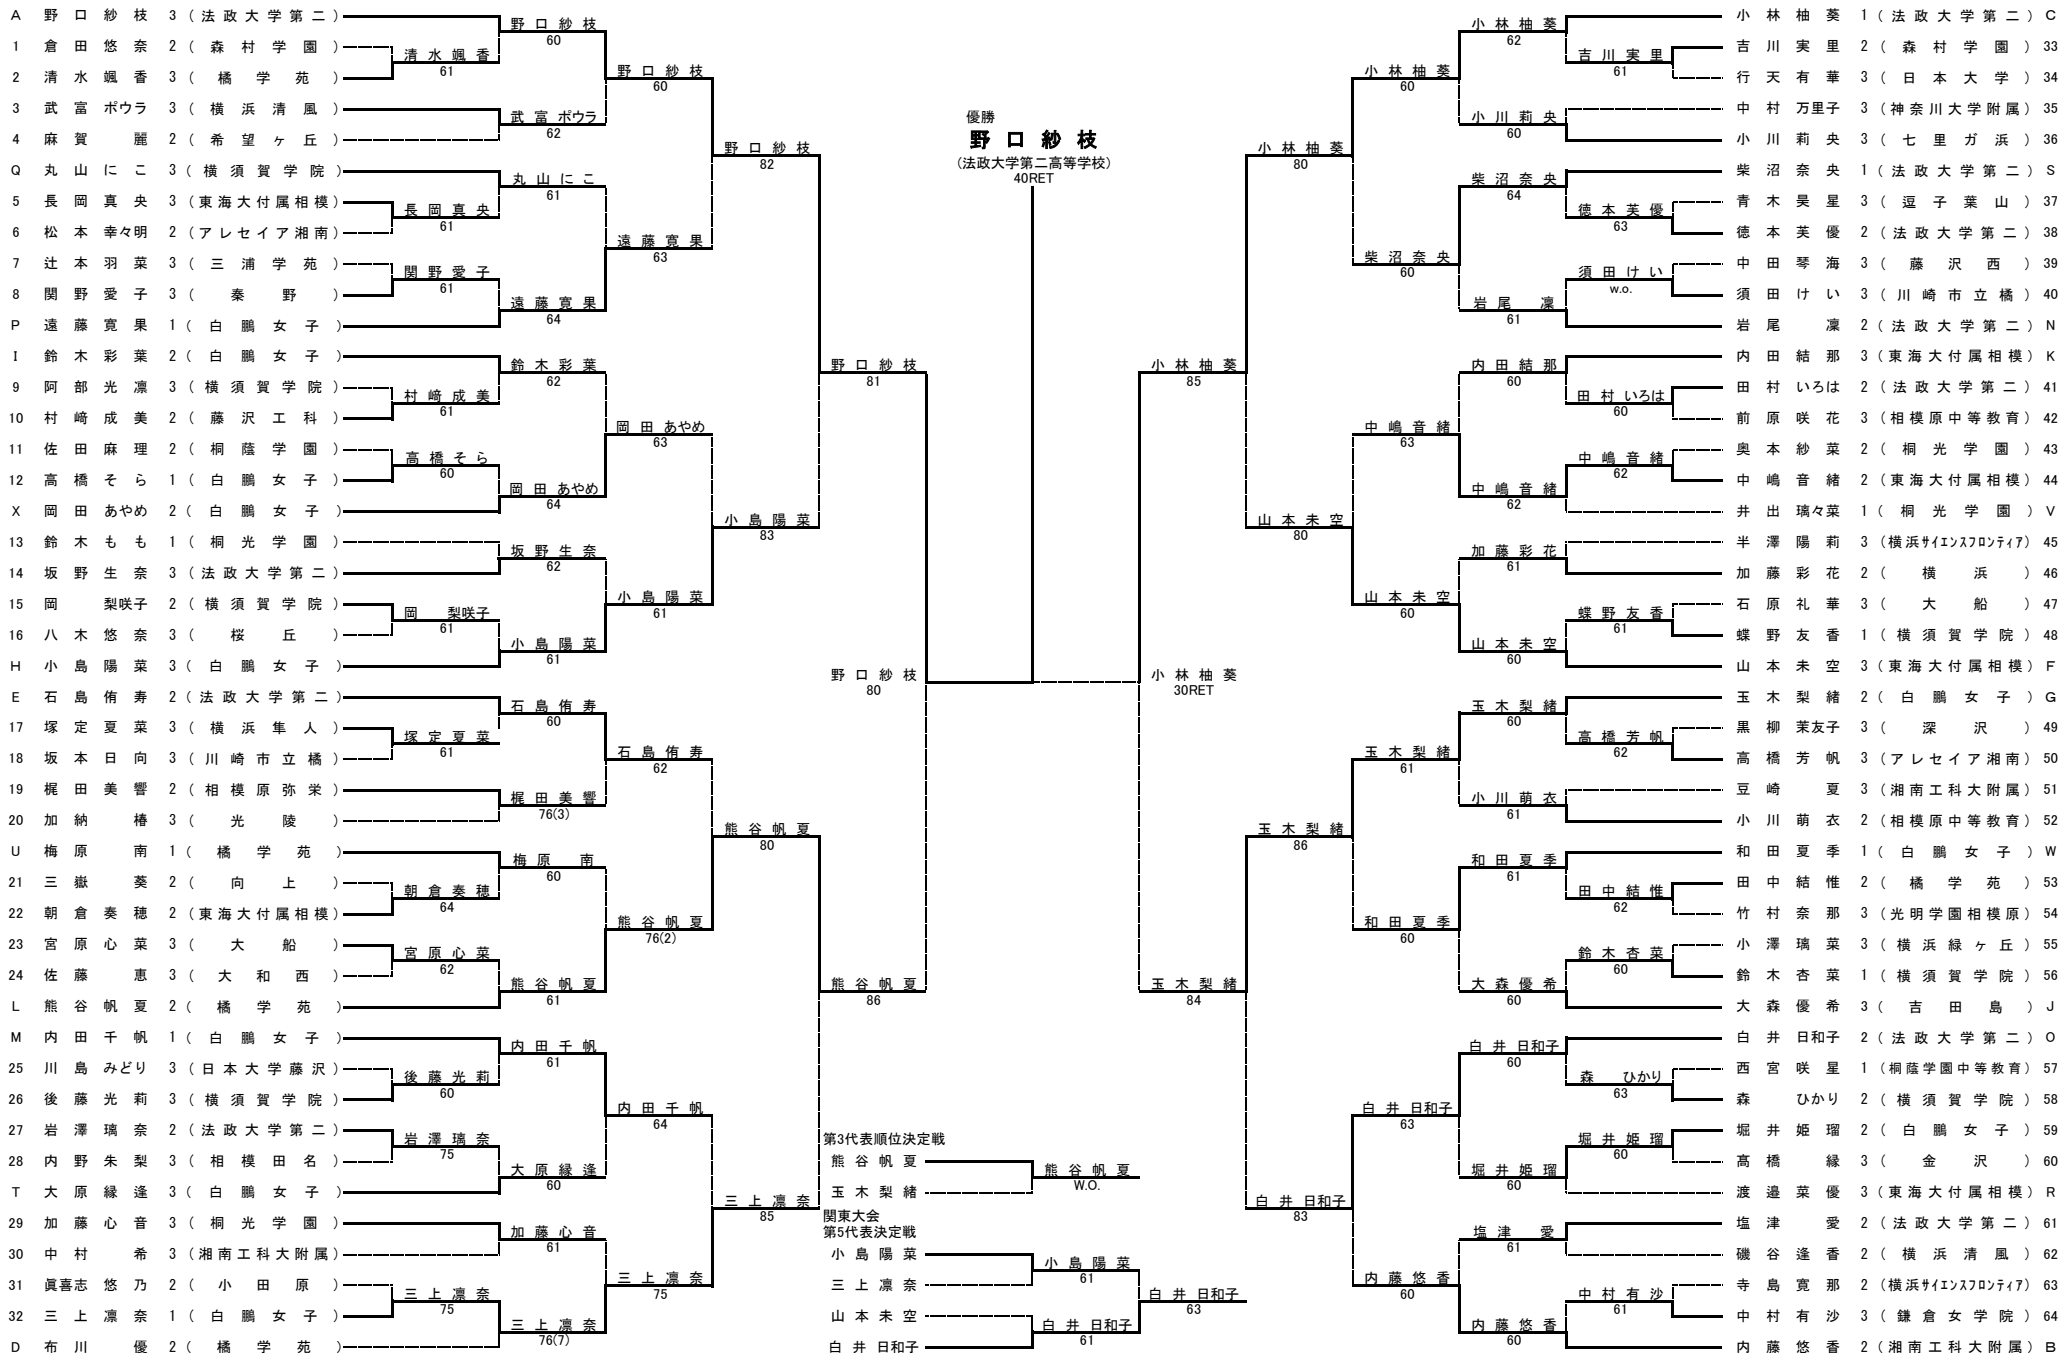 A 野口紗枝 3 (法政大学第二)
1 倉田悠奈 2 (森村学園)
2 清水颯香 3 (橘学苑)
3 武富ポウラ 3 (横浜清風)
4 麻賀麗 2 (希望ヶ丘)
Q 丸山にこ 3 (横須賀学院)
5 長岡真央 3 (東海大付属相模)
6 松本幸々明 2 (アレセイア湘南)
7 辻本羽菜 3 (三浦学苑)
8 関野愛子 3 (秦野)
P 遠藤寛果 1 (白鵬女子)
I 鈴木彩葉 2 (白鵬女子)
9 阿部光凛 3 (横須賀学院)
10 村﨑成美 2 (藤沢工科)
11 佐田麻理 2 (桐蔭学園)
12 高橋そら 1 (白鵬女子)
X 岡田あやめ 2 (白鵬女子)
13 鈴木もも 1 (桐光学園)
14 坂野生奈 3 (法政大学第二)
15 岡梨咲子 2 (横須賀学院)
16 八木悠奈 3 (桜丘)
H 小島陽菜 3 (白鵬女子)
E 石島侑寿 2 (法政大学第二)
17 塚定夏菜 3 (横浜隼人)
18 坂本日向 3 (川崎市立橘)
19 梶田美響 2 (相模原弥栄)
20 加納椿 3 (光陵)
U 梅原南 1 (橘学苑)
21 三嶽葵 2 (向上)
22 朝倉奏穂 2 (東海大付属相模)
23 宮原心菜 3 (大船)
24 佐藤恵 3 (大和西)
L 熊谷帆夏 2 (橘学苑)
M 内田千帆 1 (白鵬女子)
25 川島みどり 3 (日本大学藤沢)
26 後藤光莉 3 (横須賀学院)
27 岩澤璃奈 2 (法政大学第二)
28 内野朱梨 3 (相模田名)
T 大原緑逢 3 (白鵬女子)
29 加藤心音 3 (桐光学園)
30 中村希 3 (湘南工科大附属)
31 眞喜志悠乃 2 (小田原)
32 三上凛奈 1 (白鵬女子)
D 布川優 2 (橘学苑)
清水颯香
61
長岡真央
61
関野愛子
61
村﨑成美
61
高橋そら
60
岡梨咲子
61
塚定夏菜
61
朝倉奏穂
64
宮原心菜
62
後藤光莉
60
岩澤璃奈
75
三上凛奈
75
野口紗枝
60
武富ポウラ
62
丸山にこ
61
遠藤寛果
64
鈴木彩葉
62
岡田あやめ
64
坂野生奈
62
小島陽菜
61
石島侑寿
60
梶田美響
76(3)
梅原南
60
熊谷帆夏
61
内田千帆
61
大原緑逢
60
加藤心音
61
三上凛奈
76(7)
野口紗枝
60
遠藤寛果
63
岡田あやめ
63
小島陽菜
61
石島侑寿
62
熊谷帆夏
76(2)
内田千帆
64
三上凛奈
75
野口紗枝
82
小島陽菜
83
熊谷帆夏
80
三上凛奈
85
野口紗枝
81
熊谷帆夏
86
野口紗枝
80
優勝
野口紗枝
(法政大学第二高等学校)
40RET
小林柚葵
30RET
小林柚葵
85
玉木梨緒
84
小林柚葵
80
山本未空
80
玉木梨緒
86
白井日和子
83
小林柚葵
60
柴沼奈央
60
中嶋音緒
63
山本未空
60
玉木梨緒
61
和田夏季
60
白井日和子
63
内藤悠香
60
小林柚葵
62
小川莉央
60
柴沼奈央
64
岩尾凜
61
内田結那
60
中嶋音緒
62
加藤彩花
61
山本未空
60
玉木梨緒
60
小川萌衣
61
和田夏季
61
大森優希
60
白井日和子
60
堀井姫瑠
60
塩津愛
61
内藤悠香
60
吉川実里
61
徳本芙優
63
須田けい
w.o.
田村いろは
60
中嶋音緒
62
蝶野友香
61
高橋芳帆
62
田中結惟
62
鈴木杏菜
60
森ひかり
63
堀井姫瑠
60
中村有沙
61
小林柚葵 1 (法政大学第二) C
吉川実里 2 (森村学園) 33
行天有華 3 (日本大学) 34
中村万里子 3 (神奈川大学附属) 35
小川莉央 3 (七里ガ浜) 36
柴沼奈央 1 (法政大学第二) S
青木昊星 3 (逗子葉山) 37
徳本芙優 2 (法政大学第二) 38
中田琴海 3 (藤沢西) 39
須田けい 3 (川崎市立橘) 40
岩尾凜 2 (法政大学第二) N
内田結那 3 (東海大付属相模) K
田村いろは 2 (法政大学第二) 41
前原咲花 3 (相模原中等教育) 42
奥本紗菜 2 (桐光学園) 43
中嶋音緒 2 (東海大付属相模) 44
井出璃々菜 1 (桐光学園) V
半澤陽莉 3 (横浜サイエンスフロンティア) 45
加藤彩花 2 (横浜) 46
石原礼華 3 (大船) 47
蝶野友香 1 (横須賀学院) 48
山本未空 3 (東海大付属相模) F
玉木梨緒 2 (白鵬女子) G
黒柳茉友子 3 (深沢) 49
高橋芳帆 3 (アレセイア湘南) 50
豆崎夏 3 (湘南工科大附属) 51
小川萌衣 2 (相模原中等教育) 52
和田夏季 1 (白鵬女子) W
田中結惟 2 (橘学苑) 53
竹村奈那 3 (光明学園相模原) 54
小澤璃菜 3 (横浜緑ヶ丘) 55
鈴木杏菜 1 (横須賀学院) 56
大森優希 3 (吉田島) J
白井日和子 2 (法政大学第二) O
西宮咲星 1 (桐蔭学園中等教育) 57
森ひかり 2 (横須賀学院) 58
堀井姫瑠 2 (白鵬女子) 59
髙橋縁 3 (金沢) 60
渡邉菜優 3 (東海大付属相模) R
塩津愛 2 (法政大学第二) 61
磯谷逢香 2 (横浜清風) 62
寺島寛那 2 (横浜サイエンスフロンティア) 63
中村有沙 3 (鎌倉女学院) 64
内藤悠香 2 (湘南工科大附属) B
第3代表順位決定戦
熊谷帆夏
玉木梨緒
熊谷帆夏
W.O.
関東大会
第5代表決定戦
小島陽菜
三上凛奈
山本未空
白井日和子
小島陽菜
61
白井日和子
61
白井日和子
63